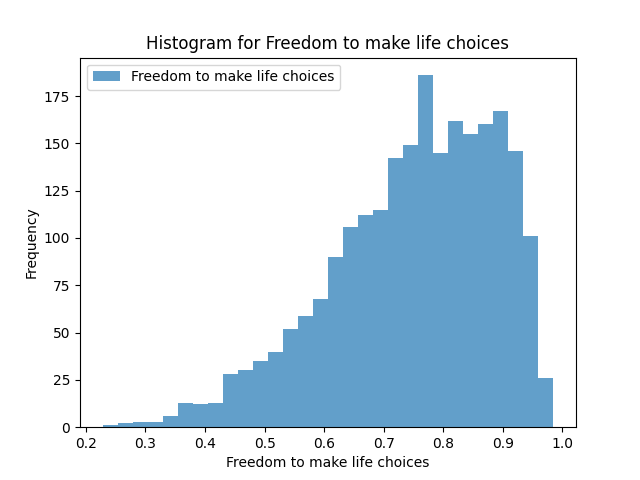 Histogram for Freedom to make life choices
Freedom to make life choices
175
150
125
100
75
50
25
0
Frequency
0.2 0.3 0.4 0.5 0.6 0.7 0.8 0.9 1.0
Freedom to make life choices